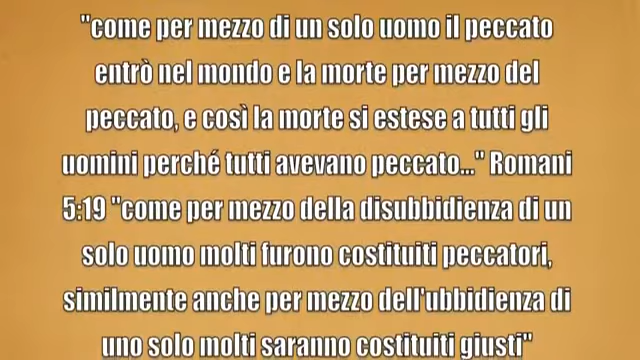 "come per mezzo di un solo uomo il peccato
entrò nel mondo e la morte per mezzo del
peccato, e così la morte si estese a tutti gli
uomini perché tutti avevano peccato..." Romani
5:19 "come per mezzo della disubbidienza di un
solo uomo molti furono costituiti peccatori,
similmente anche per mezzo dell'ubbidienza di
uno solo molti saranno costituiti giusti"